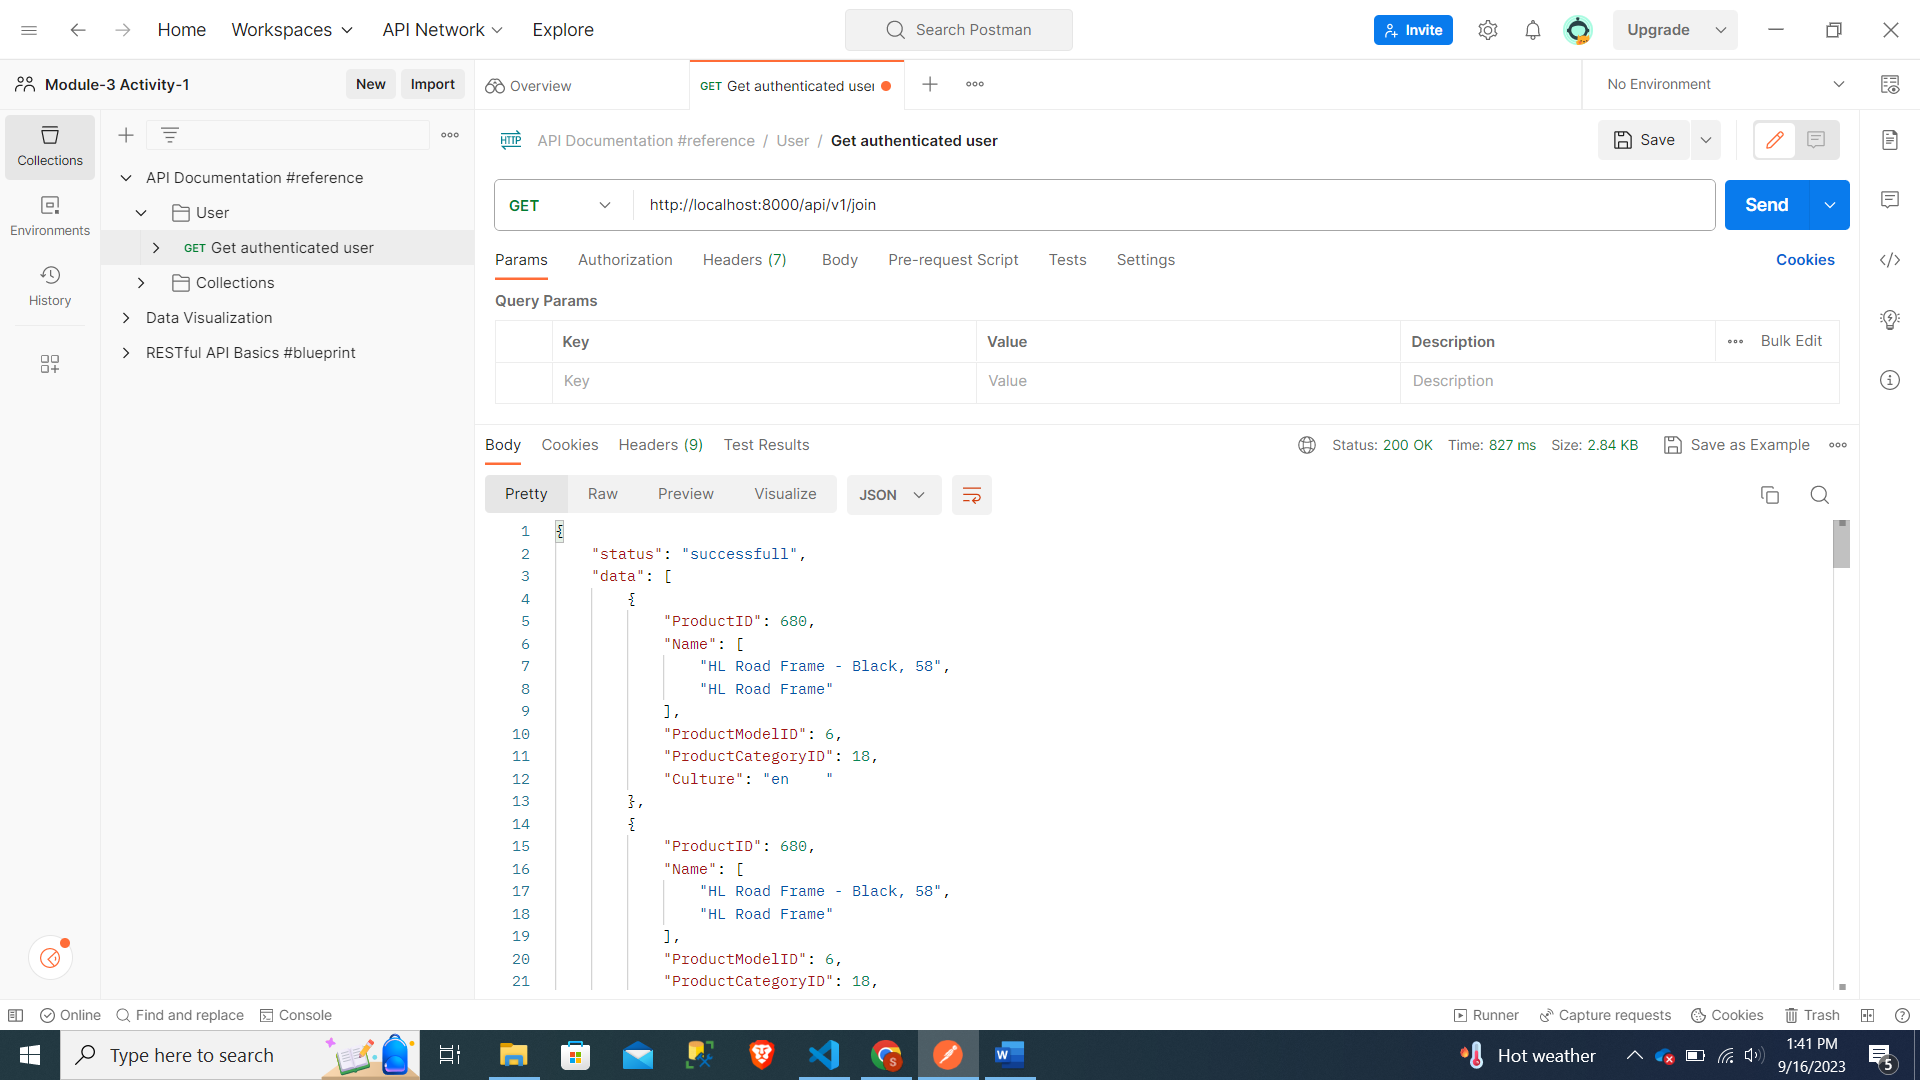 Home Workspaces API Network Explore Search Postman Invite Upgrade
Module-3 Activity-1 New Import Overview GET Get authenticated user No Environment
Collections
Environments
History
API Documentation #reference
User
GET Get authenticated user
Collections
Data Visualization
RESTful API Basics #blueprint
HTTP API Documentation #reference / User / Get authenticated user Save
GET http://localhost:8000/api/v1/join Send
Params Authorization Headers (7) Body Pre-request Script Tests Settings Cookies
Query Params
Key Value Description Bulk Edit
Key Value Description
Body Cookies Headers (9) Test Results Status: 200 OK Time: 827 ms Size: 2.84 KB Save as Example
Pretty Raw Preview Visualize JSON
1 {
2 "status": "successfull",
3 "data": [
4 {
5 "ProductID": 680,
6 "Name": [
7 "HL Road Frame - Black, 58",
8 "HL Road Frame"
9 ],
10 "ProductModelID": 6,
11 "ProductCategoryID": 18,
12 "Culture": "en    "
13 },
14 {
15 "ProductID": 680,
16 "Name": [
17 "HL Road Frame - Black, 58",
18 "HL Road Frame"
19 ],
20 "ProductModelID": 6,
21 "ProductCategoryID": 18,
Online Find and replace Console Runner Capture requests Cookies Trash
Type here to search Hot weather 1:41 PM
9/16/2023 5